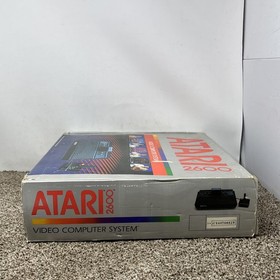 ATARI
2600
ATARI
2600
VIDEO COMPUTER SYSTEM